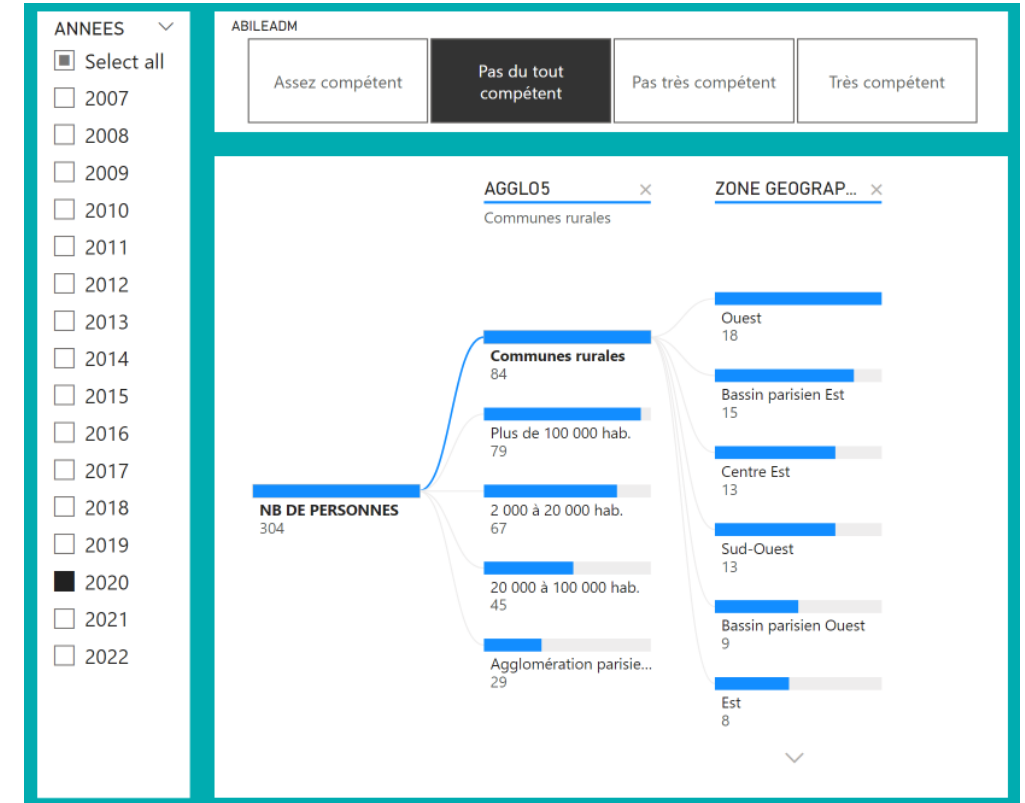 ANNEES
Select all
2007
2008
2009
2010
2011
2012
2013
2014
2015
2016
2017
2018
2019
2020
2021
2022
ABILEADM
Assez compétent
Pas du tout
compétent
Pas très compétent
Très compétent
AGGLO5
Communes rurales
ZONE GEOGRAP...
NB DE PERSONNES
304
Communes rurales
84
Plus de 100 000 hab.
79
2 000 à 20 000 hab.
67
20 000 à 100 000 hab.
45
Agglomération parisie...
29
Ouest
18
Bassin parisien Est
15
Centre Est
13
Sud-Ouest
13
Bassin parisien Ouest
9
Est
8